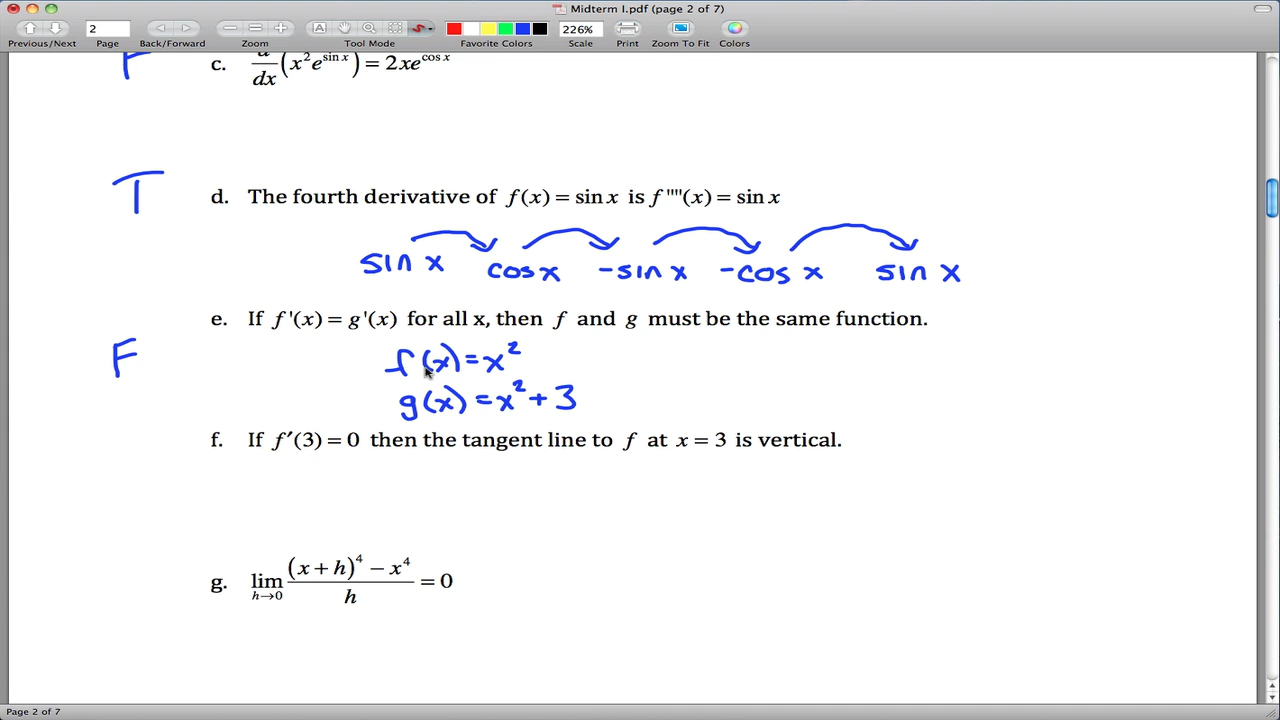 Midterm I.pdf (page 2 of 7)
2 226%
Previous/Next Page Back/Forward Zoom Tool Mode Favorite Colors Scale Print Zoom To Fit Colors
F c. d/dx (x²e^(sin x)) = 2xe^(cos x)
T d. The fourth derivative of f(x) = sin x is f''''(x) = sin x
sin x cos x -sin x -cos x sin x
e. If f'(x) = g'(x) for all x, then f and g must be the same function.
F f(x) = x²
g(x) = x² + 3
f. If f′(3) = 0 then the tangent line to f at x = 3 is vertical.
g. lim h→0 ((x + h)⁴ − x⁴)/h = 0
Page 2 of 7